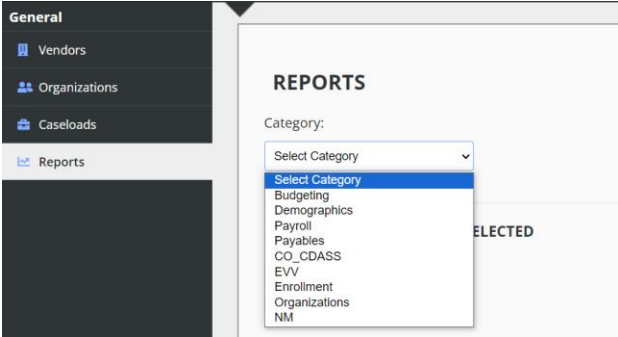 General
Vendors
Organizations
Caseloads
Reports
REPORTS
Category:
Select Category
Select Category
Budgeting
Demographics
Payroll
Payables
CO_CDASS
EVV
Enrollment
Organizations
NM
ELECTED